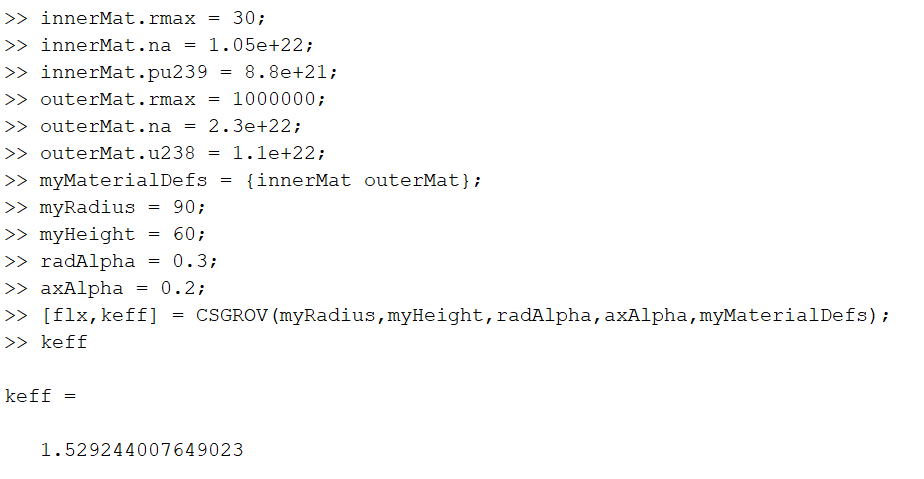 >> innerMat.rmax = 30;
>> innerMat.na = 1.05e+22;
>> innerMat.pu239 = 8.8e+21;
>> outerMat.rmax = 1000000;
>> outerMat.na = 2.3e+22;
>> outerMat.u238 = 1.1e+22;
>> myMaterialDefs = {innerMat outerMat};
>> myRadius = 90;
>> myHeight = 60;
>> radAlpha = 0.3;
>> axAlpha = 0.2;
>> [flx,keff] = CSGROV(myRadius,myHeight,radAlpha,axAlpha,myMaterialDefs);
>> keff
keff =
1.529244007649023